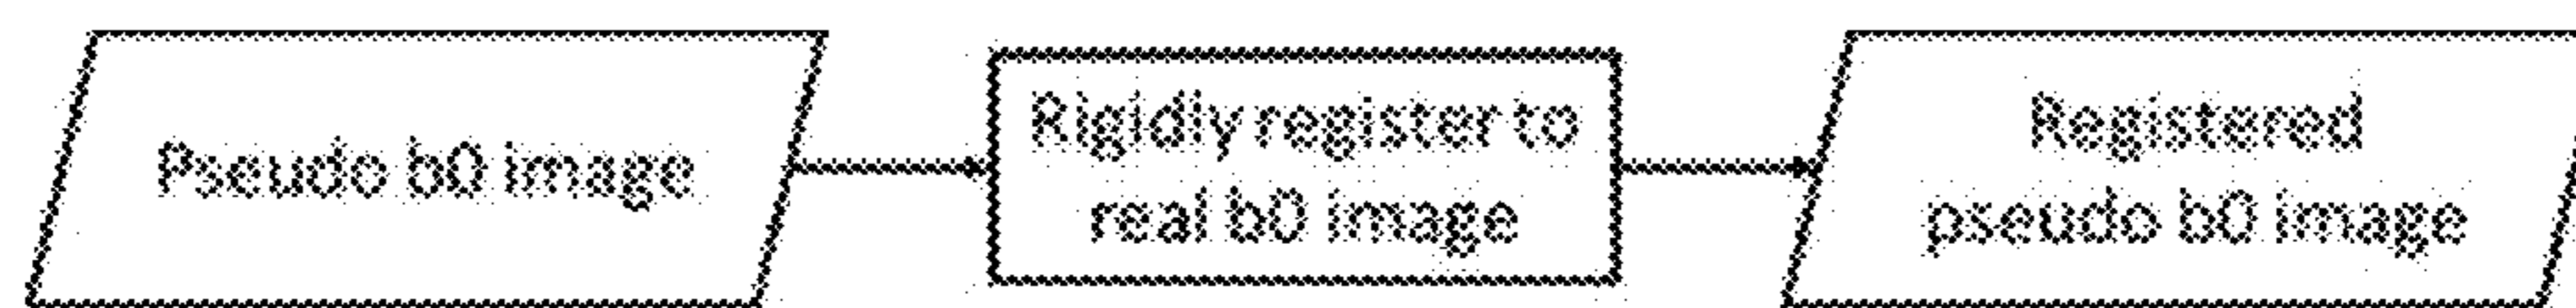 Pseudo b0 image
Rigidly register to
real b0 image
Registered
pseudo b0 image